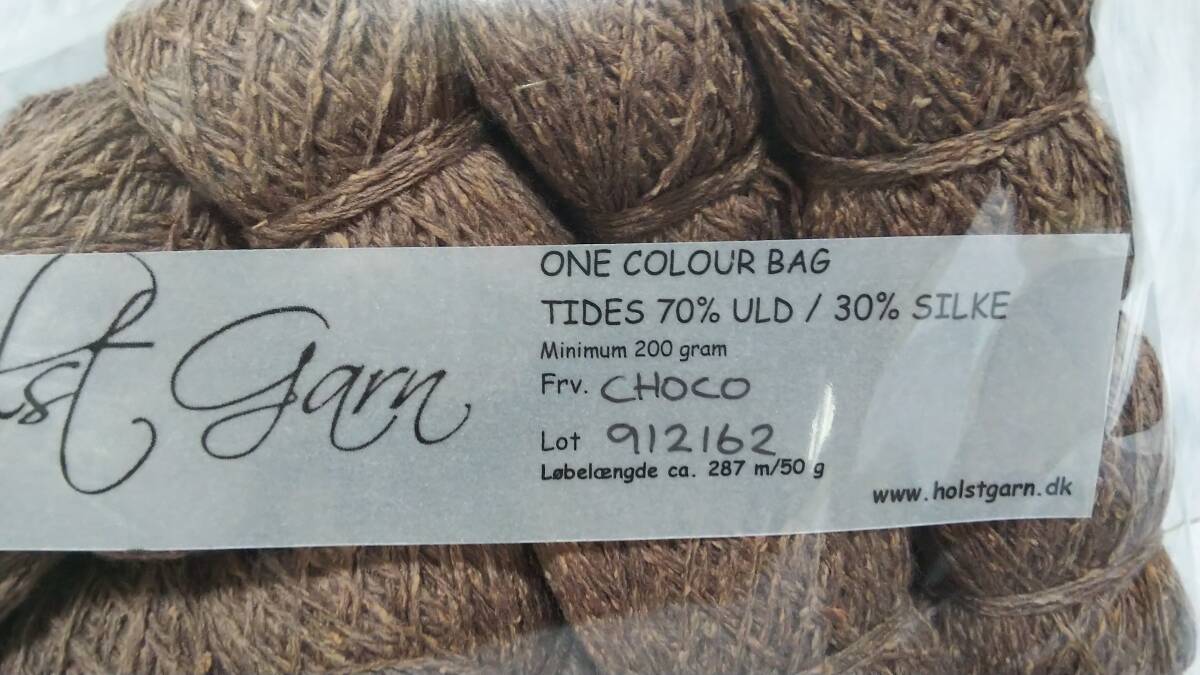 Garn
ONE COLOUR BAG
TIDES 70% ULD / 30% SILKE
Minimum 200 gram
Frv. CHOCO
Lot 912162
Løbelængde ca. 287 m/50 g
www.holstgarn.dk